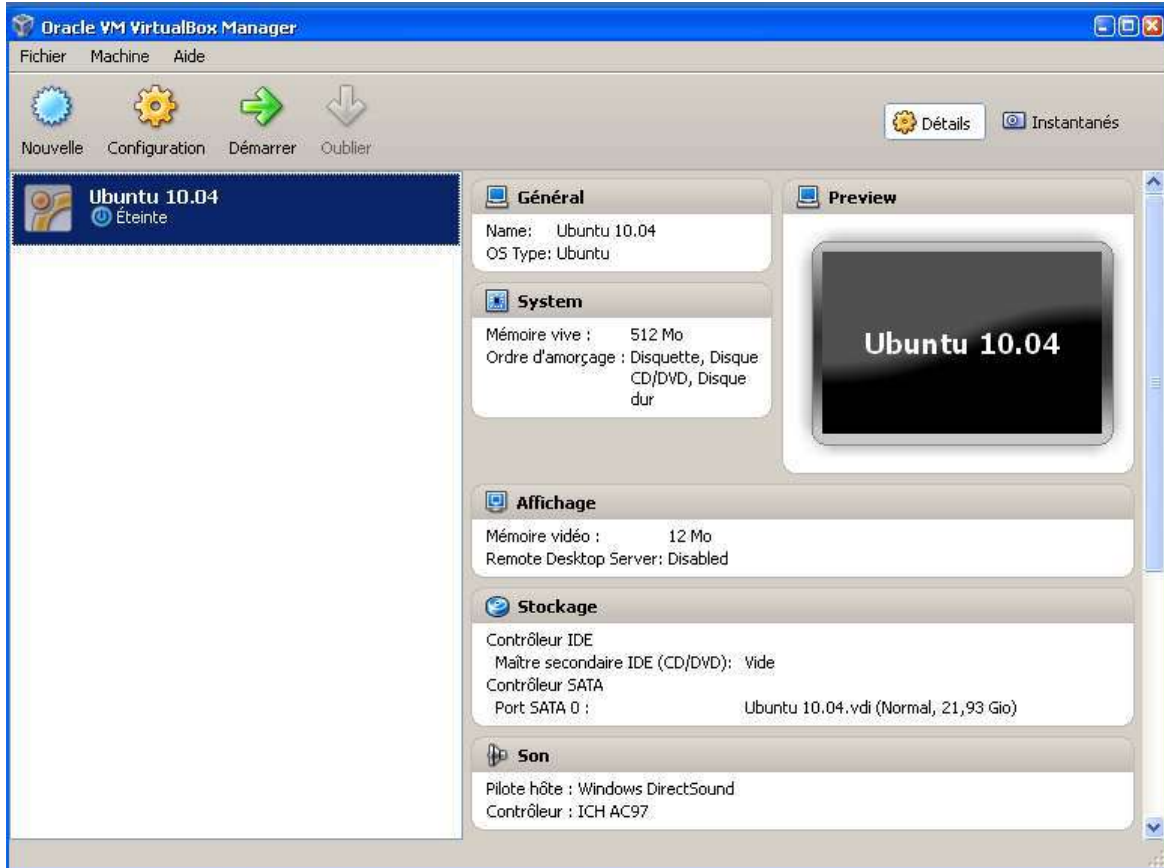 Oracle VM VirtualBox Manager
Fichier Machine Aide
Nouvelle Configuration Démarrer Oublier
Détails Instantanés
Ubuntu 10.04
Éteinte
Général
Name: Ubuntu 10.04
OS Type: Ubuntu
System
Mémoire vive : 512 Mo
Ordre d'amorçage : Disquette, Disque
CD/DVD, Disque
dur
Preview
Ubuntu 10.04
Affichage
Mémoire vidéo : 12 Mo
Remote Desktop Server: Disabled
Stockage
Contrôleur IDE
Maître secondaire IDE (CD/DVD): Vide
Contrôleur SATA
Port SATA 0 : Ubuntu 10.04.vdi (Normal, 21,93 Gio)
Son
Pilote hôte : Windows DirectSound
Contrôleur : ICH AC97